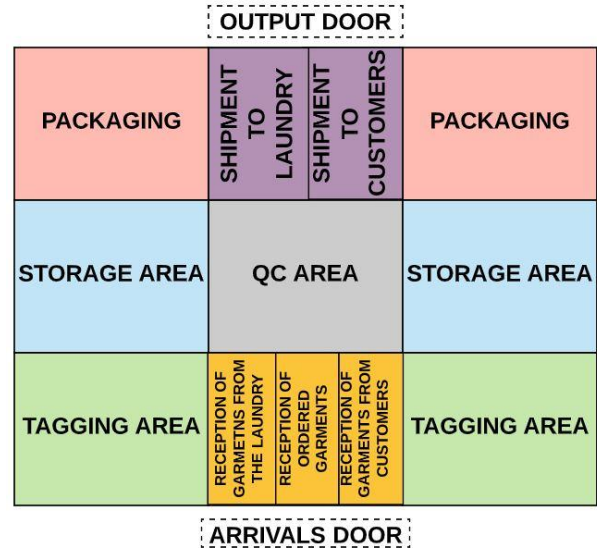 OUTPUT DOOR
PACKAGING
SHIPMENT
TO
LAUNDRY
SHIPMENT
TO
CUSTOMERS
PACKAGING
STORAGE AREA
QC AREA
STORAGE AREA
TAGGING AREA
RECEPTION OF
GARMETNS FROM
THE LAUNDRY
RECEPTION OF
ORDERED
GARMENTS
RECEPTION OF
GARMENTS FROM
CUSTOMERS
TAGGING AREA
ARRIVALS DOOR